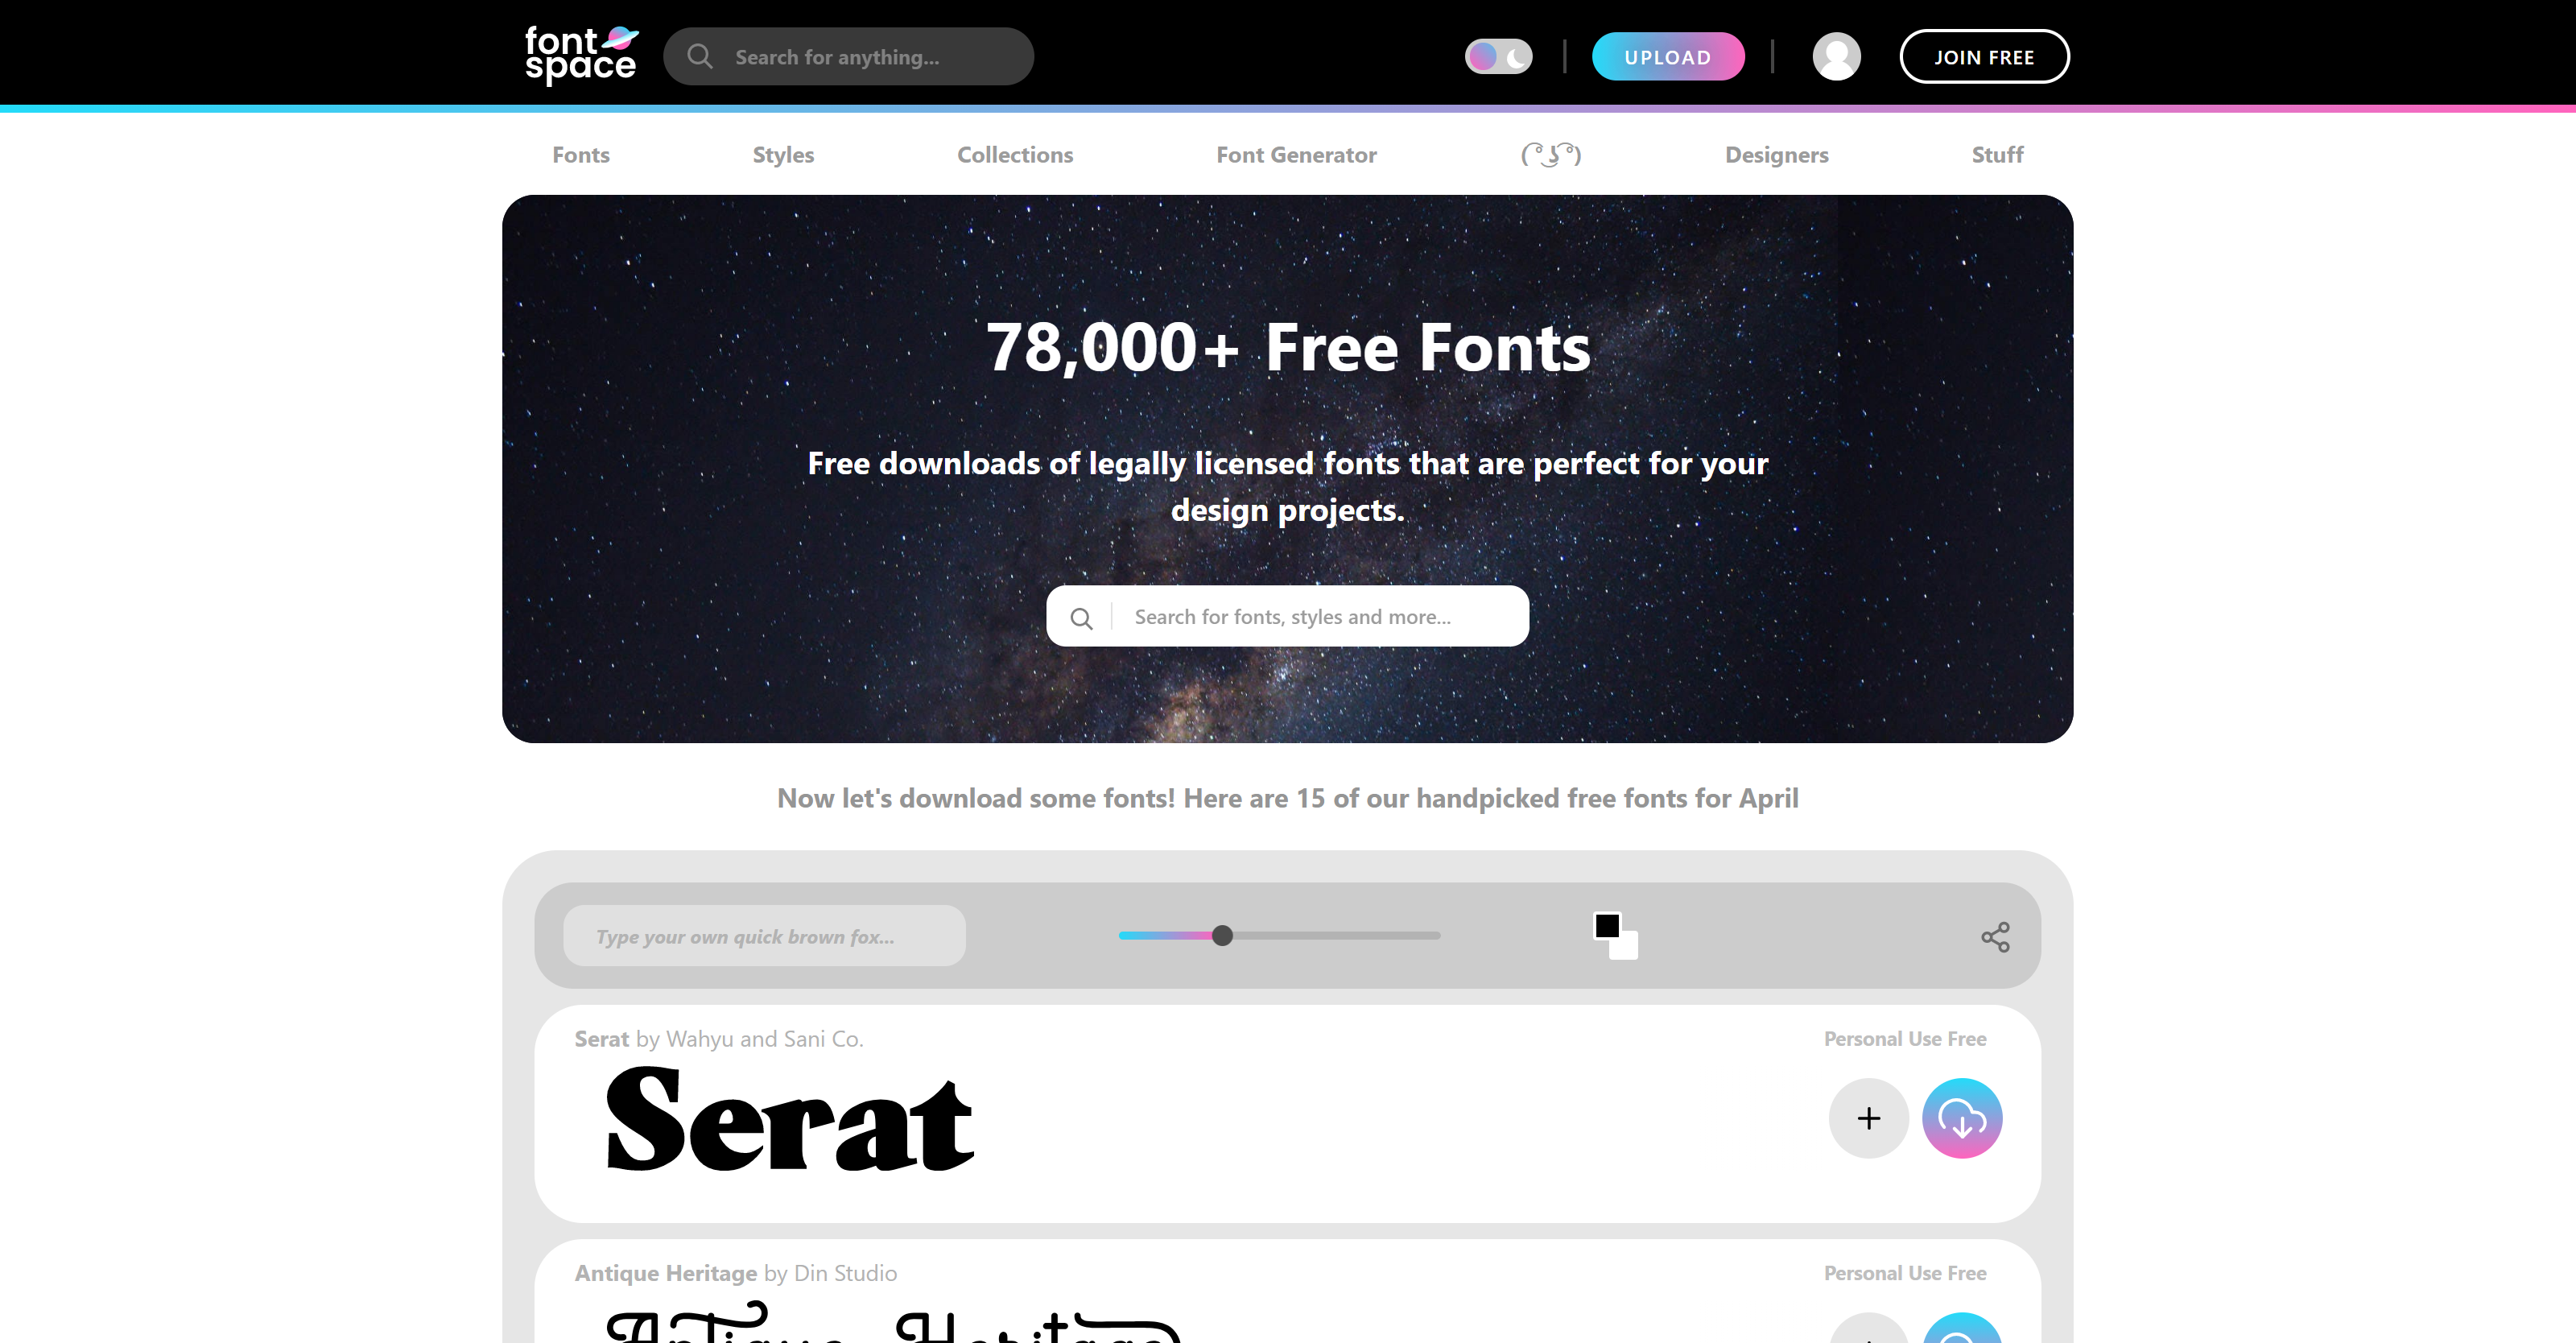 font
space
Search for anything...
UPLOAD
JOIN FREE
Fonts
Styles
Collections
Font Generator
( ͡° ͜ʖ ͡°)
Designers
Stuff
78,000+ Free Fonts
Free downloads of legally licensed fonts that are perfect for your
design projects.
Search for fonts, styles and more...
Now let's download some fonts! Here are 15 of our handpicked free fonts for April
Type your own quick brown fox...
Serat by Wahyu and Sani Co.
Personal Use Free
Serat
Antique Heritage by Din Studio
Personal Use Free
Antique Heritage